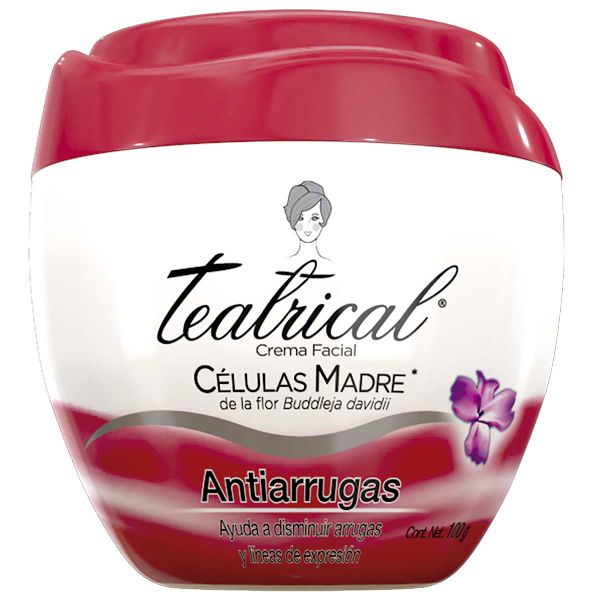 Teatrical®
Crema Facial
CÉLULAS MADRE*
de la flor Buddleja davidii
Antiarrugas
Ayuda a disminuir arrugas
y líneas de expresión
Cont. Net. 100g